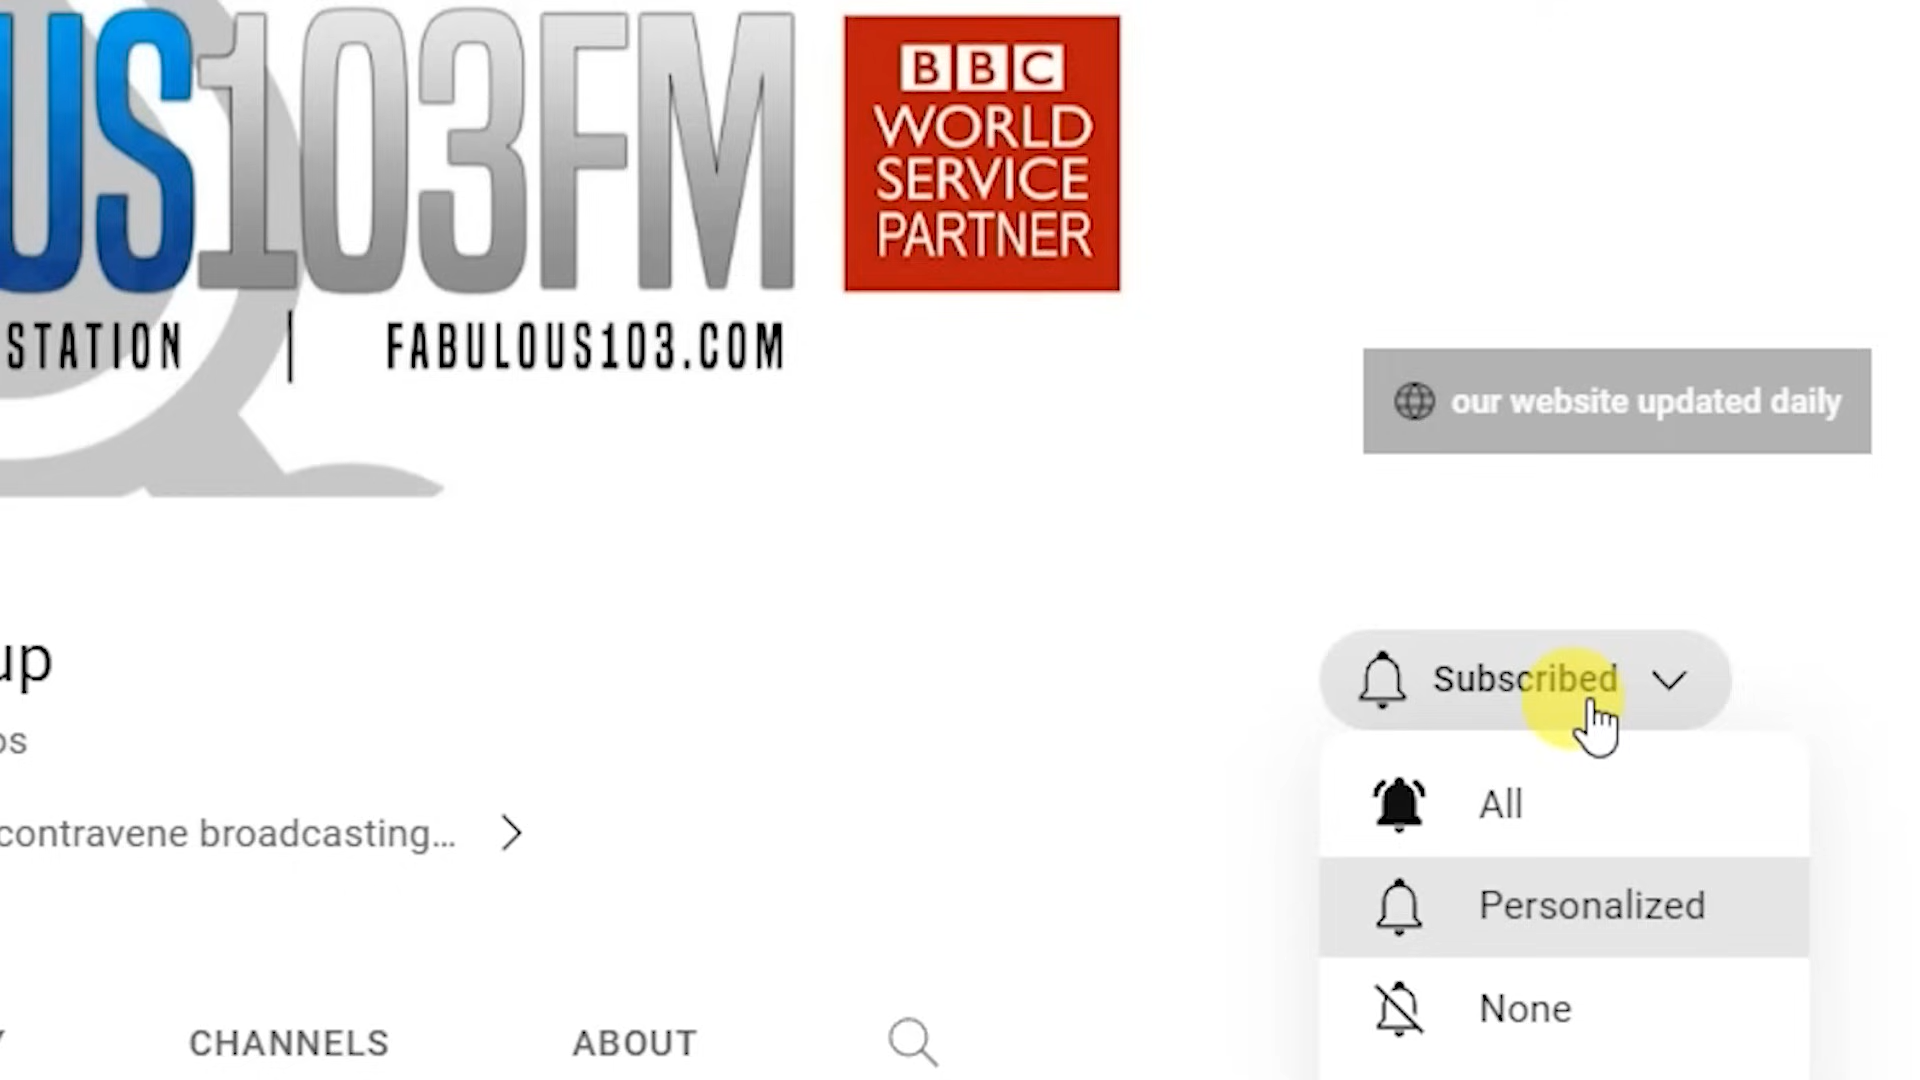 US103FM
BBC
WORLD
SERVICE
PARTNER
STATION | FABULOUS103.COM
our website updated daily
up
Subscribed
os
All
contravene broadcasting...
Personalized
None
CHANNELS
ABOUT